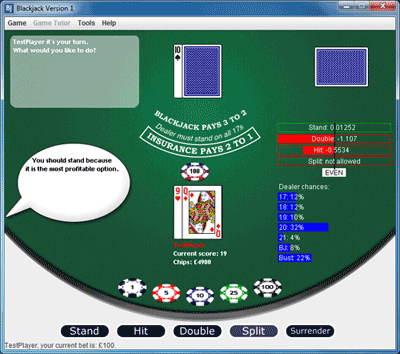 Blackjack Version 1
Game Game Tutor Tools Help
TestPlayer it's your turn.
What would you like to do?
10
BLACKJACK PAYS 3 TO 2
Dealer must stand on all 17s
INSURANCE PAYS 2 TO 1
Stand: 0.01252
Double: -1.107
Hit: -0.5534
Split: not allowed
EVEN
You should stand because
it is the most profitable option.
100
9 Q
TestPlayer
Current score: 19
Chips: £4900
Dealer chances:
17: 12%
18: 12%
19: 10%
20: 32%
21: 4%
BJ: 8%
Bust: 22%
1 5 10 25 100
Stand Hit Double Split Surrender
TestPlayer, your current bet is: £100.